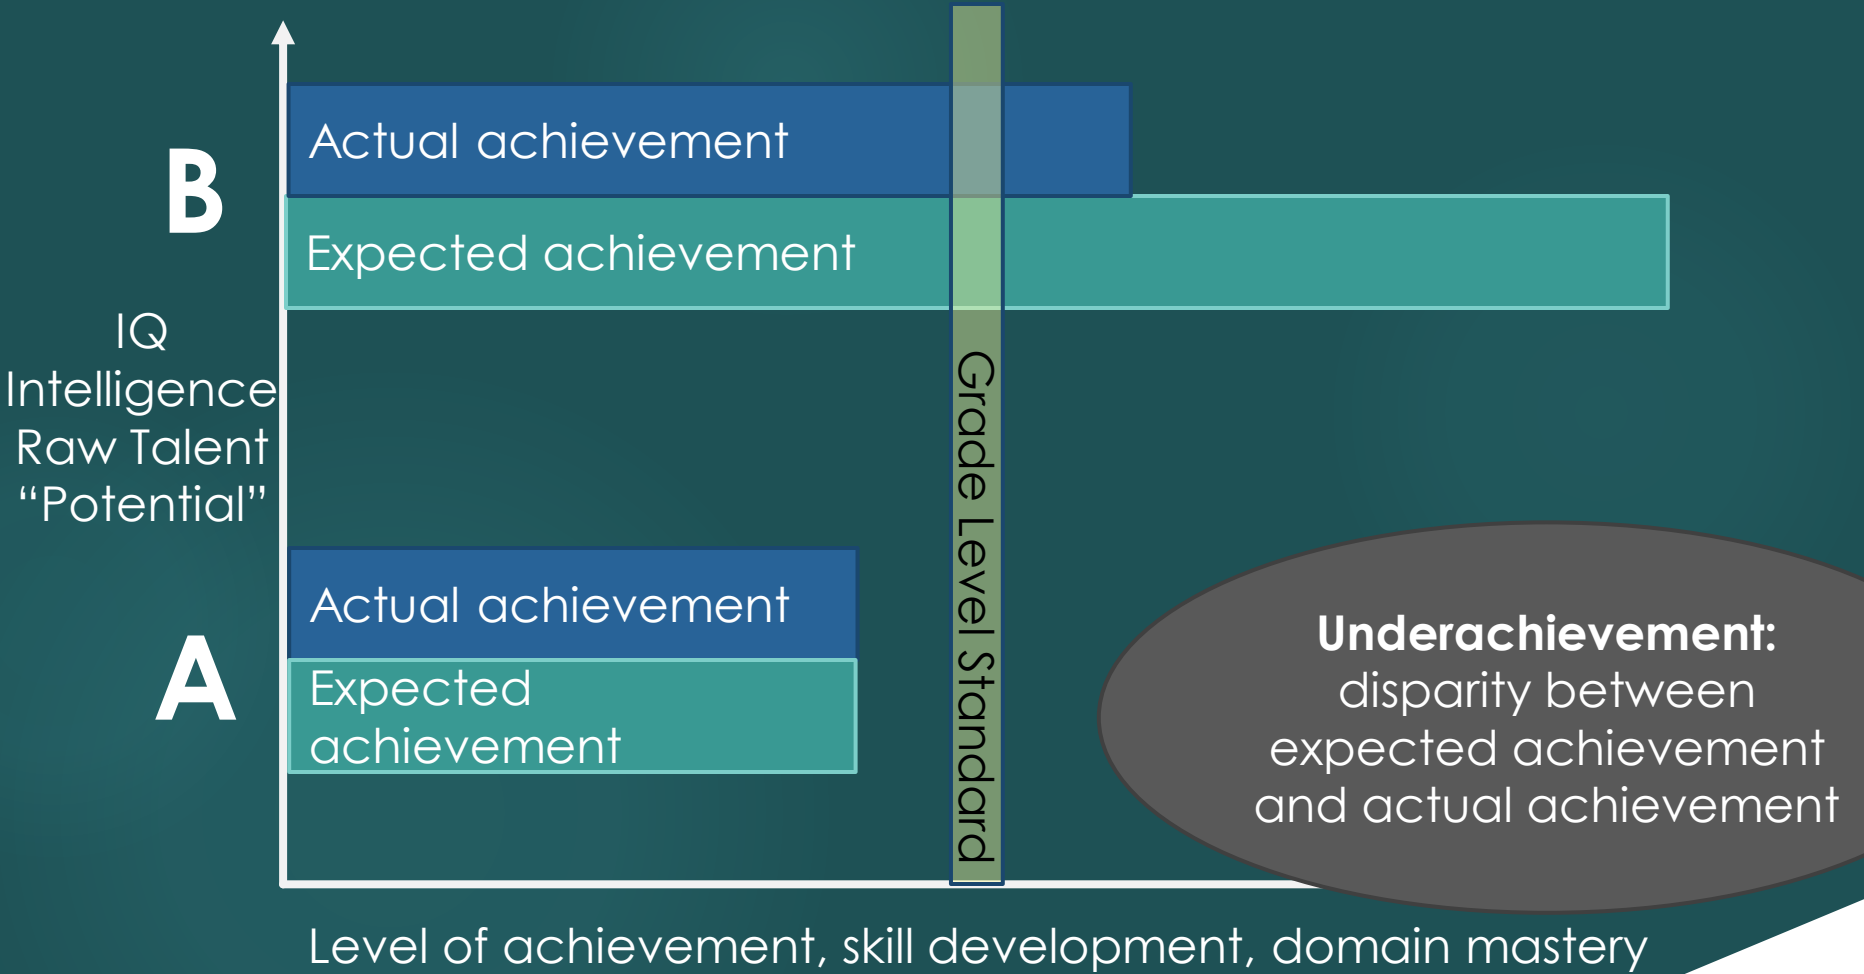 B
Actual achievement
Expected achievement
IQ
Intelligence
Raw Talent
“Potential”
Grade Level Standard
A
Actual achievement
Expected
achievement
Underachievement:
disparity between
expected achievement
and actual achievement
Level of achievement, skill development, domain mastery